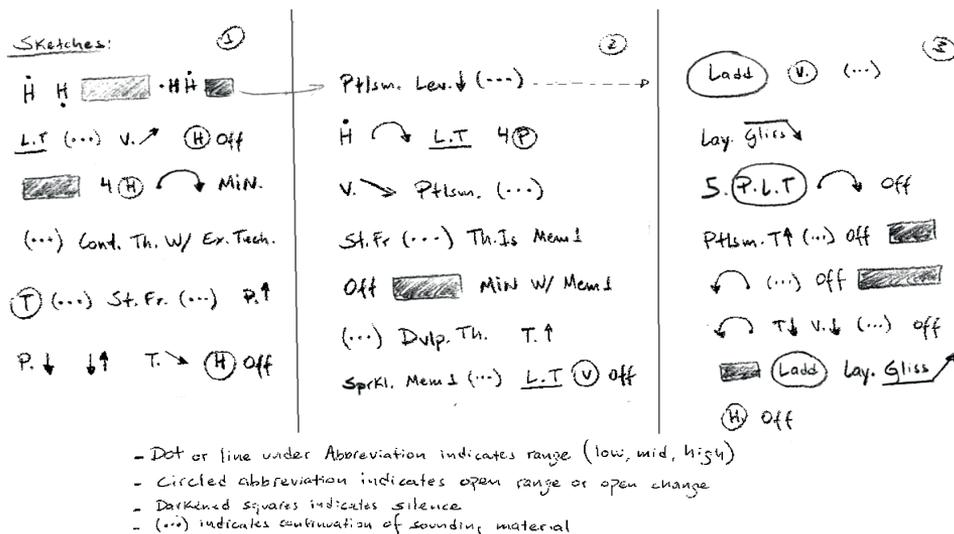 Sketches: 1
Ḣ Ḥ ·H Ḣ
L.T (...) V.↗ H Off
4 H MiN.
(...) Cont. Th. W/ Ex. Tech.
T (...) St. Fr. (...) P.↑
P.↓ ↓↑ T.↘ H Off
2
Ptlsm. Lev.↓ (...)
Ḣ L.T 4 P
V.↘ Ptlsm. (...)
St. Fr (...) Th. Is Mem 1
Off MiN W/ Mem 1
(...) Dvlp. Th. T.↑
Sprkl. Mem 1 (...) L.T V Off
3
Ladd V. (...)
Lay. Gliss↘
5. P.L.T Off
Ptlsm. T↑ (...) Off
(...) Off
T↓ V.↓ (...) Off
Ladd Lay. Gliss↗
H. Off
- Dot or line under Abbreviation indicates range (low, mid, high)
- Circled abbreviation indicates open range or open change
- Darkened squares indicates silence
- (...) indicates continuation of sounding material